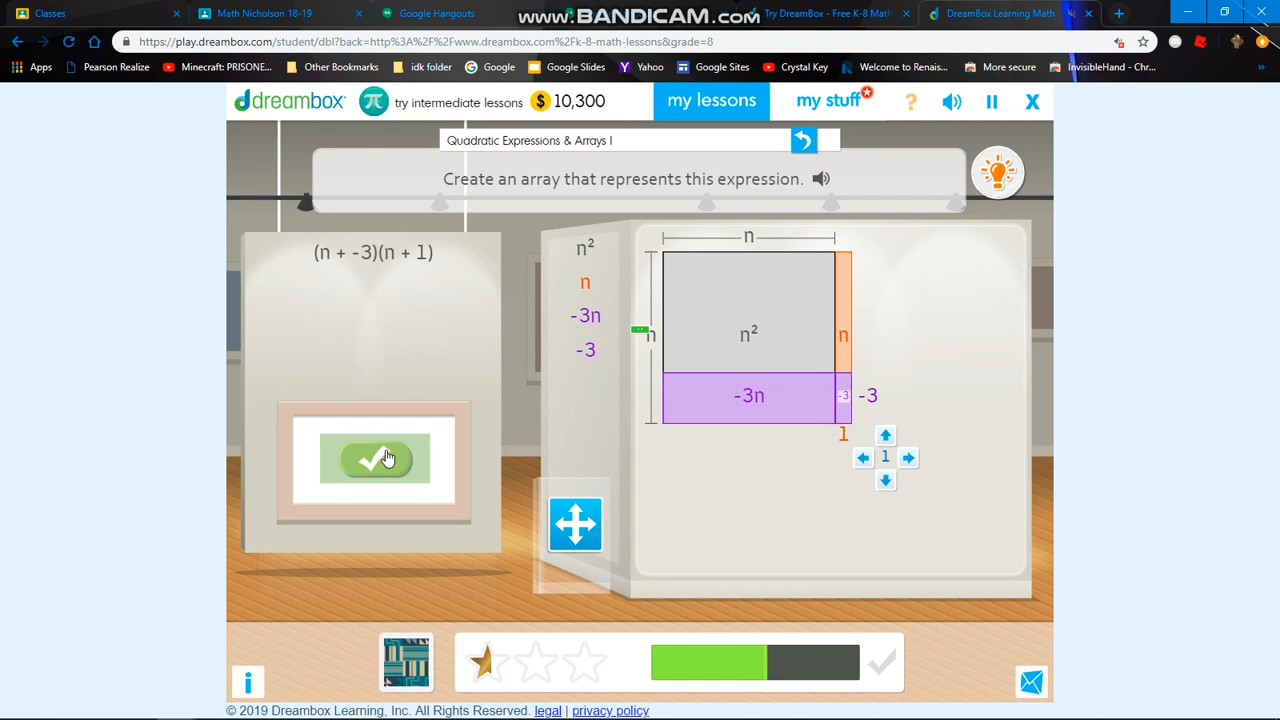 Classes
Math Nicholson 18-19
Google Hangouts
Try DreamBox - Free K-8 Math
DreamBox Learning Math
www.BANDICAM.com
https://play.dreambox.com/student/dbl?back=http%3A%2F%2Fwww.dreambox.com%2Fk-8-math-lessons&grade=8
Apps
Pearson Realize
Minecraft: PRISONE...
Other Bookmarks
idk folder
Google
Google Slides
Yahoo
Google Sites
Crystal Key
Welcome to Renais...
More secure
InvisibleHand - Chr...
dreambox
π
try intermediate lessons
$ 10,300
my lessons
my stuff
?
X
Quadratic Expressions & Arrays I
Create an array that represents this expression.
(n + -3)(n + 1)
n²
n
-3n
-3
n
n
n²
n
-3n
-3
-3
1
1
i
© 2019 Dreambox Learning, Inc. All Rights Reserved. legal | privacy policy